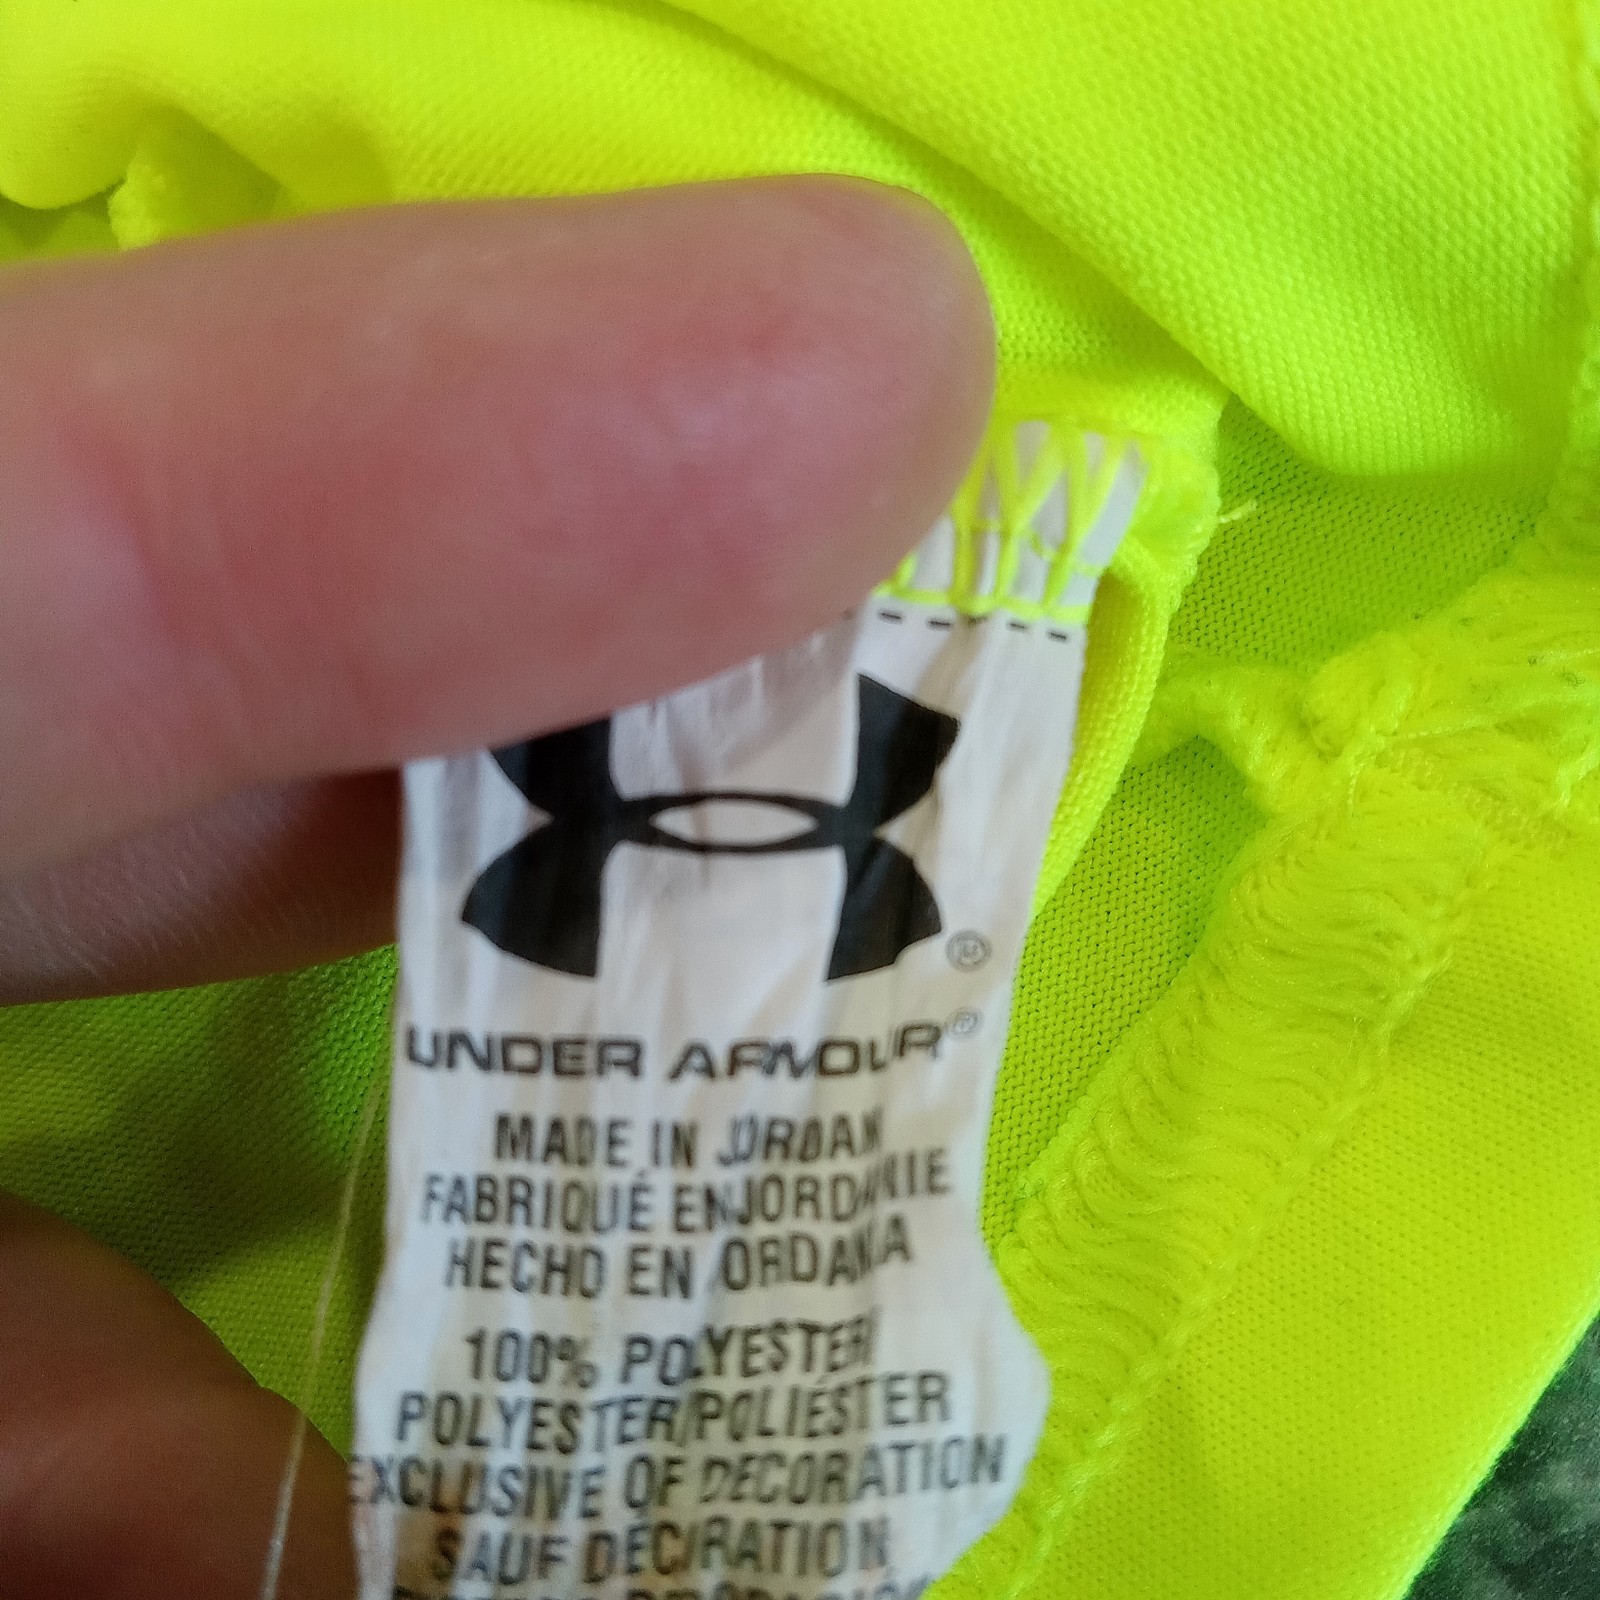 UNDER ARMOUR®
MADE IN JORDAN
FABRIQUÉ EN JORDANIE
HECHO EN JORDANIA
100% POLYESTER
POLYESTER/POLIÉSTER
EXCLUSIVE OF DECORATION
SAUF DÉCORATION